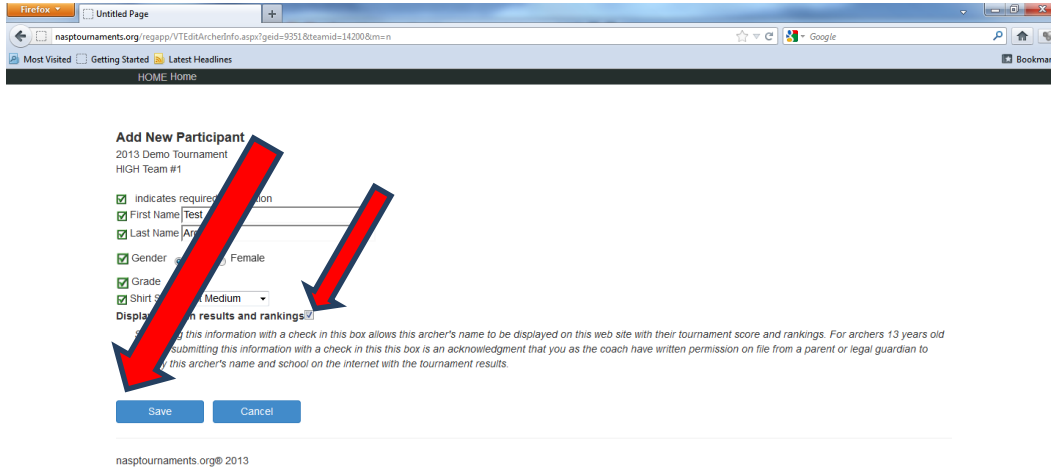 Firefox
Untitled Page
nasptournaments.org/regapp/VTEditArcherInfo.aspx?geid=9351&teamid=14200&m=n
Google
Most Visited Getting Started Latest Headlines
HOME Home
Add New Participant
2013 Demo Tournament
HIGH Team #1
indicates required
First Name Test
Last Name
Gender Female
Grade
Shirt Medium
results and rankings
this information with a check in this box allows this archer's name to be displayed on this web site with their tournament score and rankings. For archers 13 years old
submitting this information with a check in this this box is an acknowledgment that you as the coach have written permission on file from a parent or legal guardian to
this archer's name and school on the internet with the tournament results.
Save Cancel
nasptournaments.org® 2013